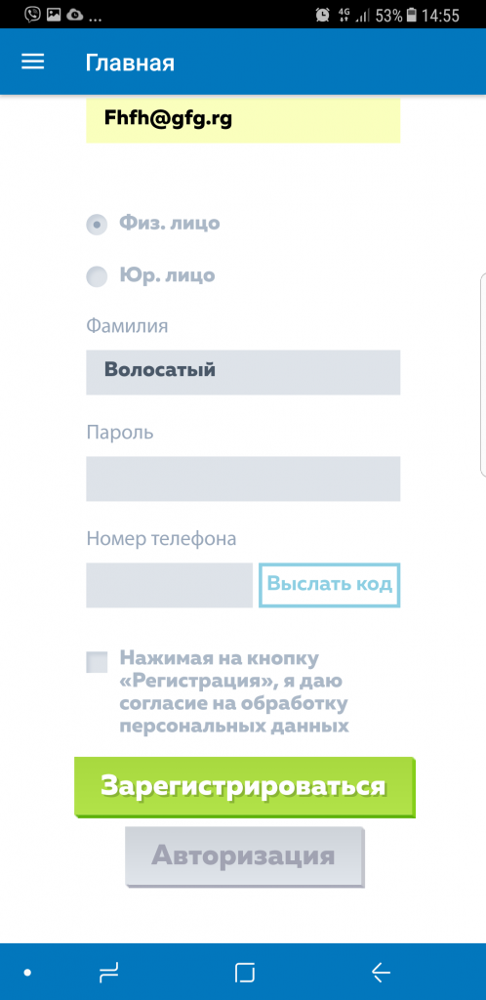 ... 4G 53% 14:55
Главная
Fhfh@gfg.rg
Физ. лицо
Юр. лицо
Фамилия
Волосатый
Пароль
Номер телефона
Выслать код
Нажимая на кнопку
«Регистрация», я даю
согласие на обработку
персональных данных
Зарегистрироваться
Авторизация